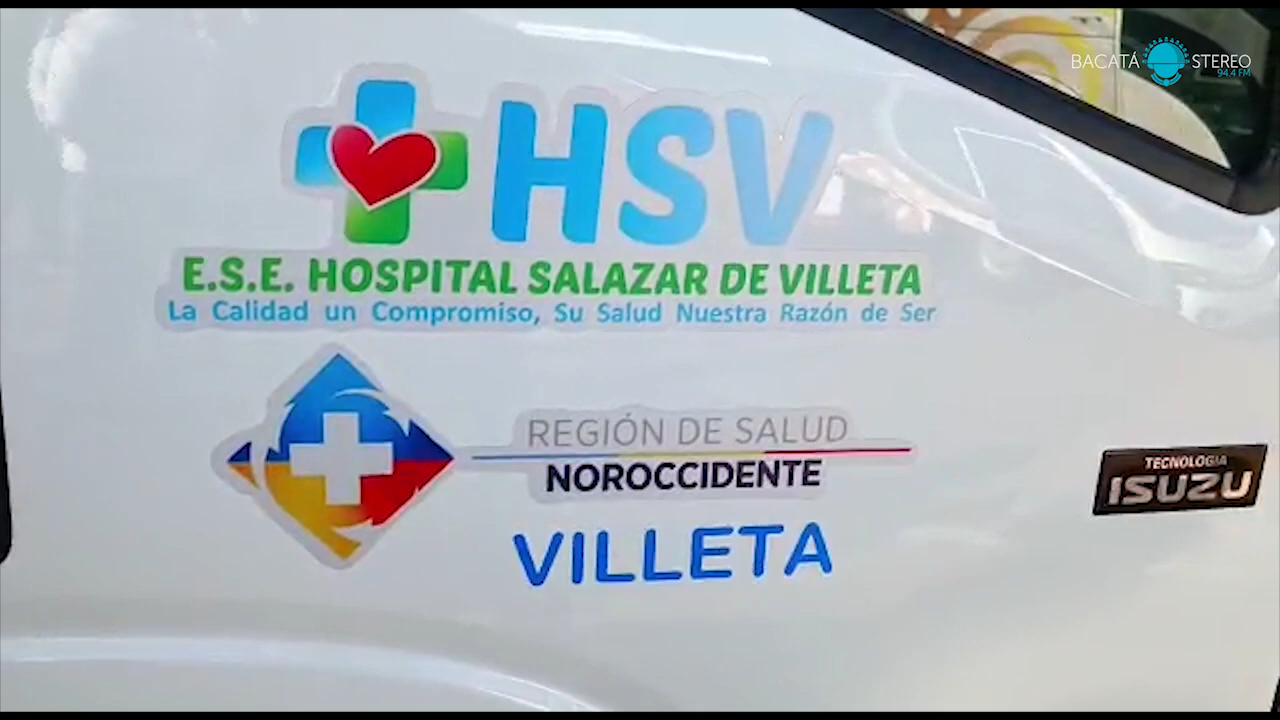 BACATÁ STEREO
94.4 FM
HSV
E.S.E. HOSPITAL SALAZAR DE VILLETA
La Calidad un Compromiso, Su Salud Nuestra Razón de Ser
REGIÓN DE SALUD
NOROCCIDENTE
VILLETA
TECNOLOGIA
ISUZU